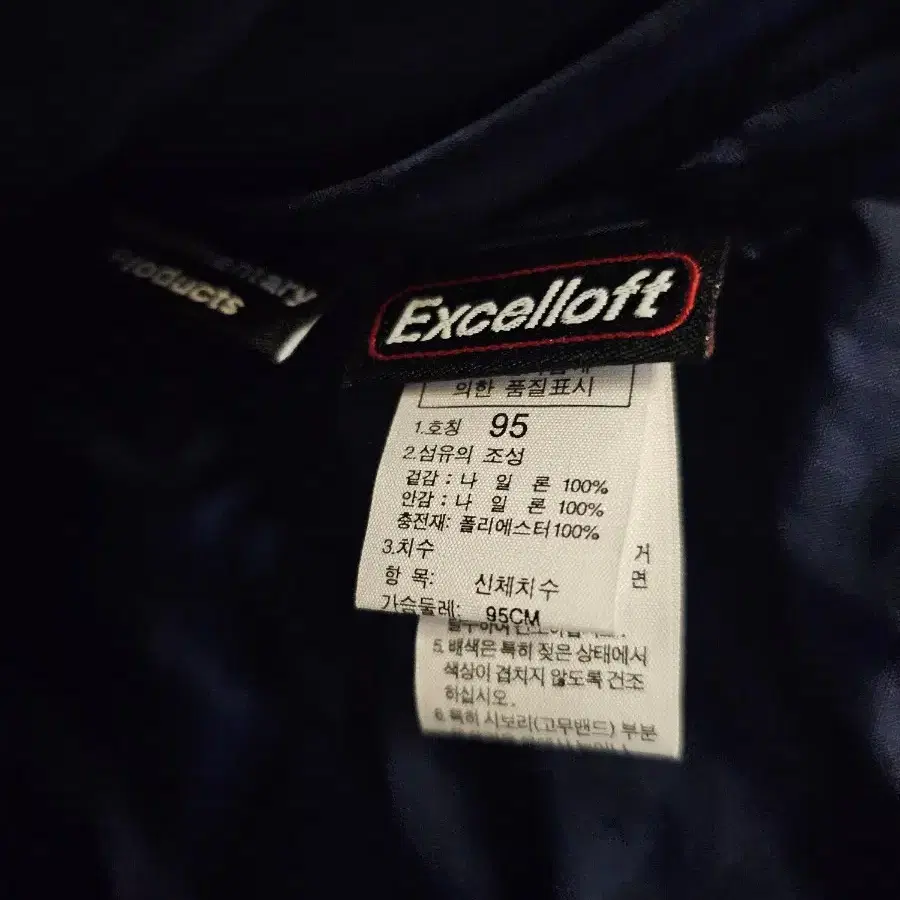 Products
Excelloft
의한 품질표시
1.호칭 95
2.섬유의 조성
겉감 : 나 일 론 100%
안감 : 나 일 론 100%
충전재: 폴리에스터100%
3.치수
항 목: 신체치수
가슴둘레: 95CM
거
면
5.배색은 특히 젖은 상태에서
색상이 겹치지 않도록 건조
하십시오.
6.특히 시보리(고무밴드) 부분